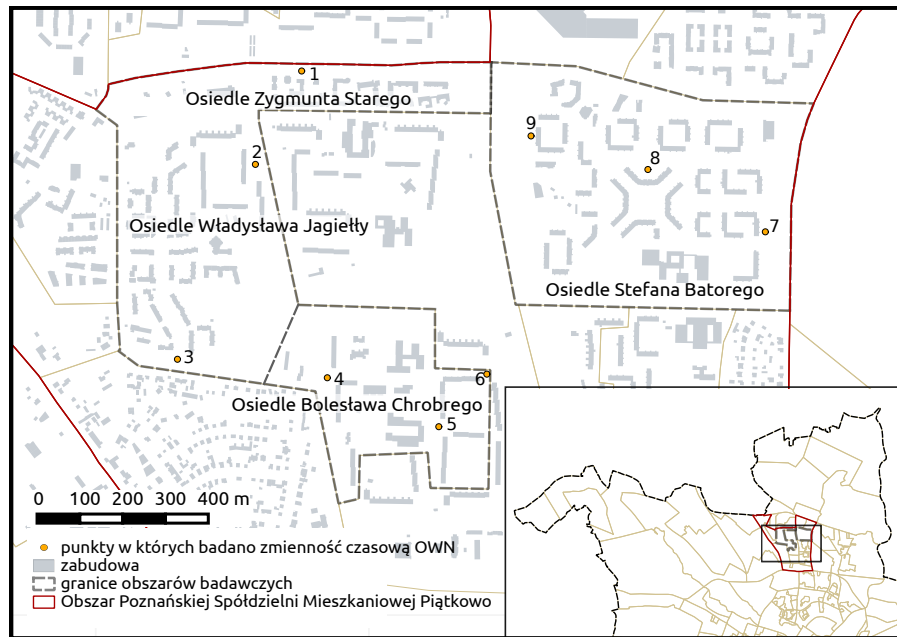 1
Osiedle Zygmunta Starego
9
2
8
Osiedle Władysława Jagiełły
7
Osiedle Stefana Batorego
3
4
6
Osiedle Bolesława Chrobrego
5
0 100 200 300 400 m
punkty w których badano zmienność czasową OWN
zabudowa
granice obszarów badawczych
Obszar Poznańskiej Spółdzielni Mieszkaniowej Piątkowo